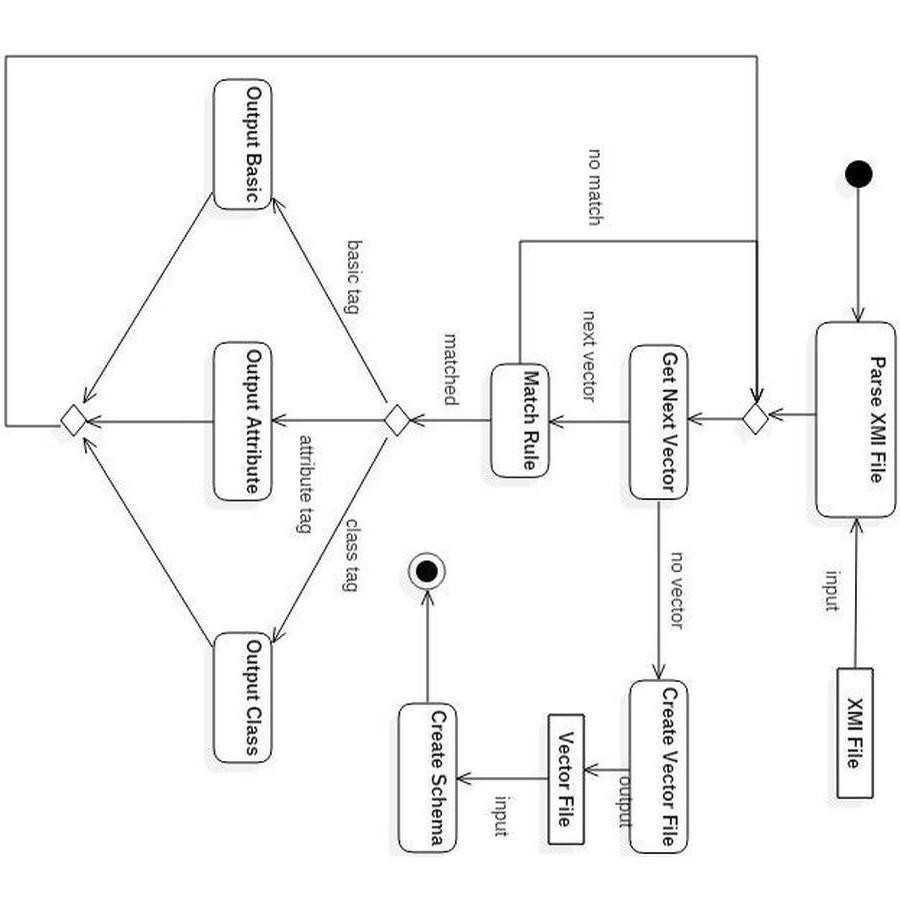 Parse XMI File
input
XMI File
Get Next Vector
no vector
Create Vector File
no match
next vector
output
Match Rule
Vector File
matched
input
Create Schema
basic tag
class tag
attribute tag
Output Basic
Output Attribute
Output Class